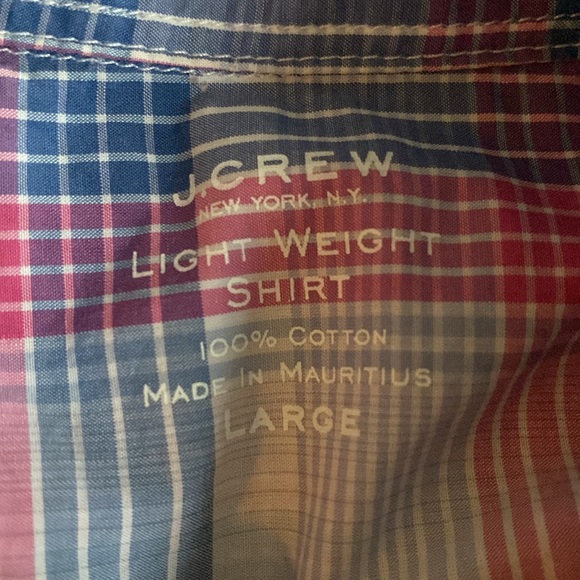 J.CREW
NEW YORK, N.Y.
LIGHT WEIGHT
SHIRT
100% COTTON
MADE IN MAURITIUS
LARGE